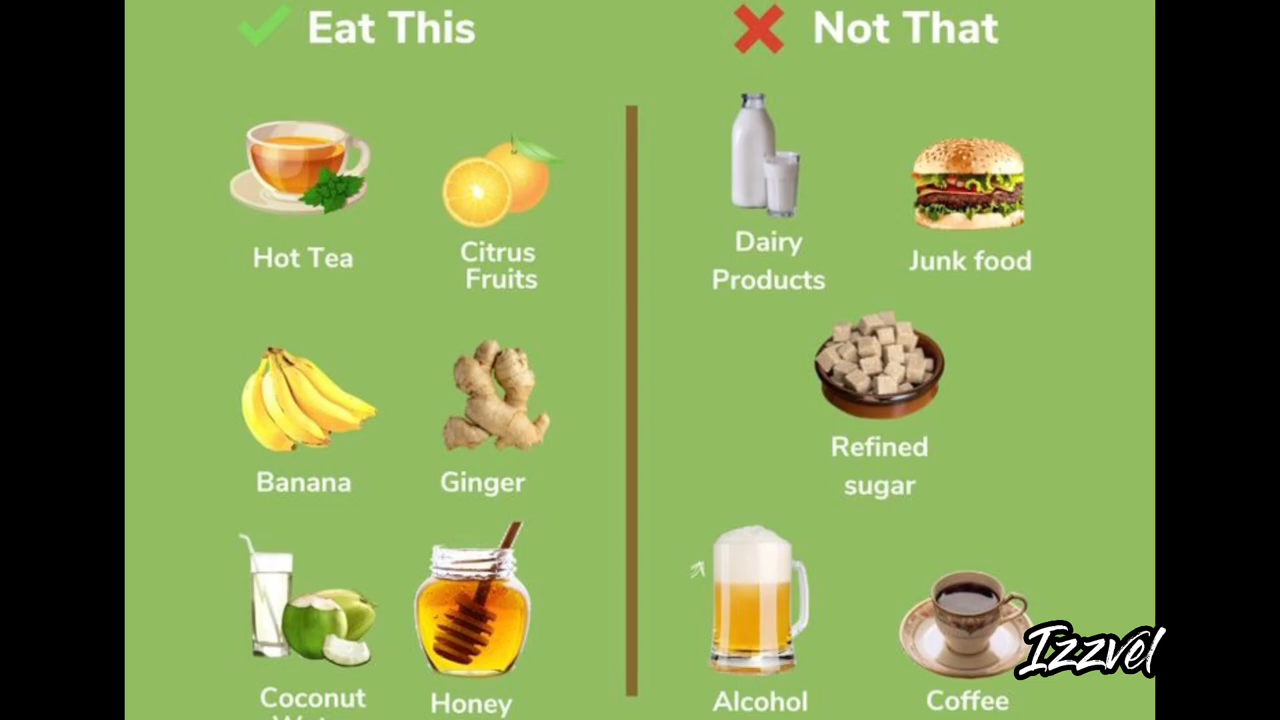 Eat This
Not That
Hot Tea
Citrus
Fruits
Dairy
Products
Junk food
Banana
Ginger
Refined
sugar
Coconut
Honey
Alcohol
Coffee
Izzvel